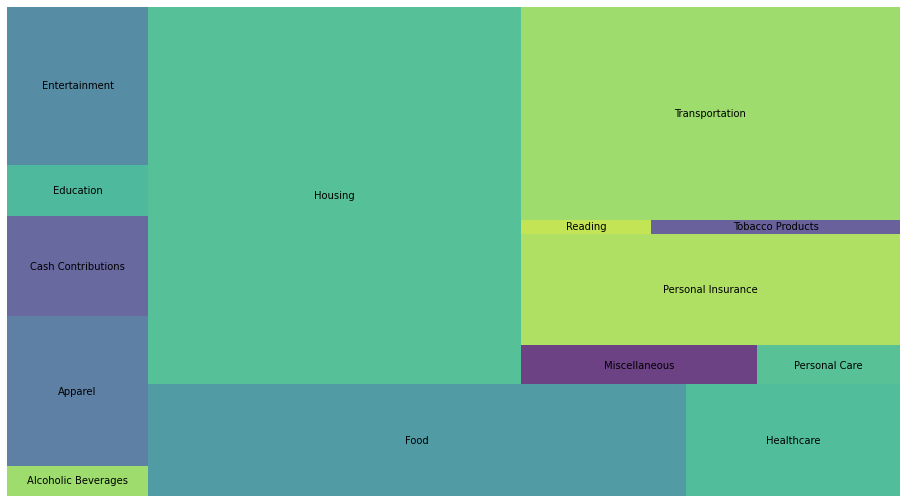 Entertainment
Education
Cash Contributions
Apparel
Alcoholic Beverages
Housing
Food
Transportation
Reading
Tobacco Products
Personal Insurance
Miscellaneous
Personal Care
Healthcare